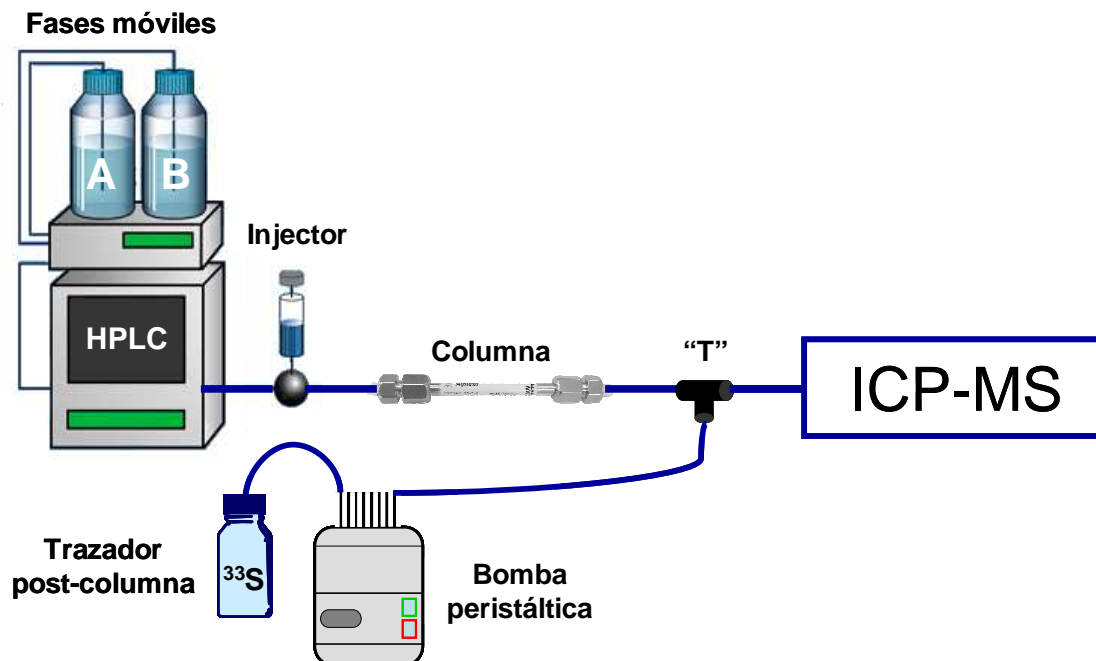 Fases móviles
A B
Injector
HPLC
Columna
“T”
ICP-MS
Trazador
post-columna
33S
Bomba
peristáltica